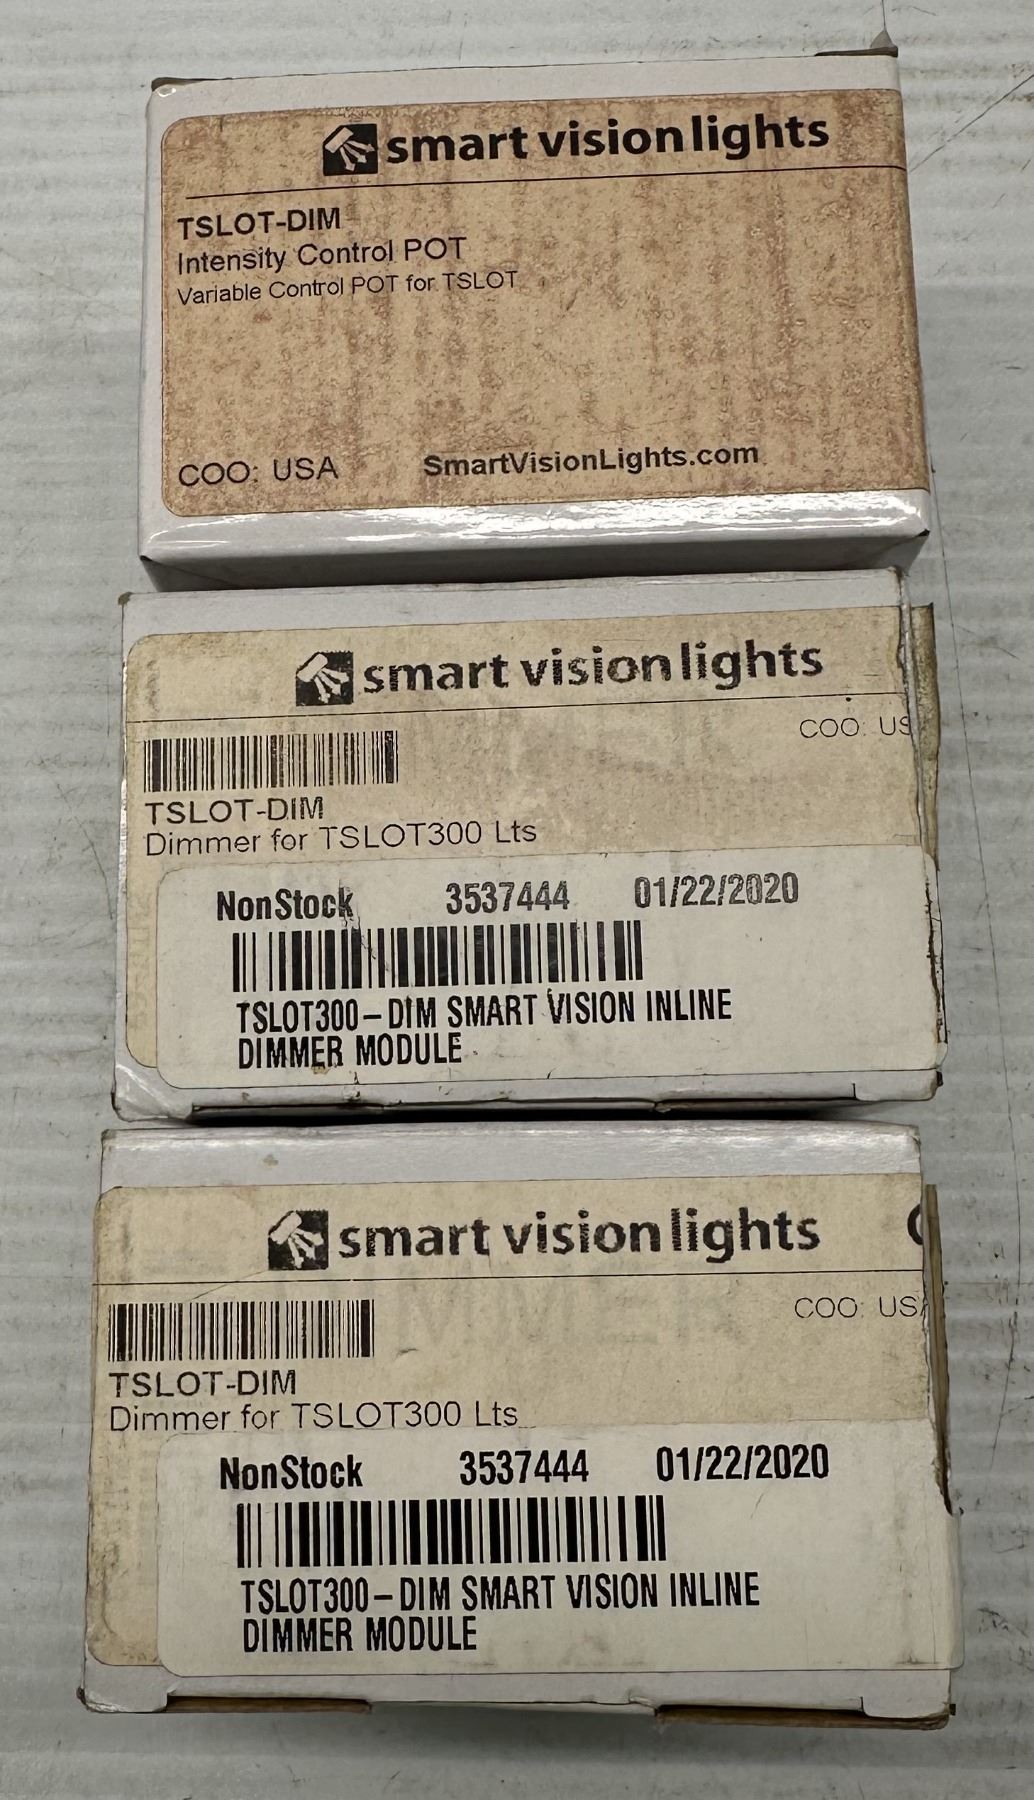 smart vision lights
TSLOT-DIM
Intensity Control POT
Variable Control POT for TSLOT
COO: USA SmartVisionLights.com
smart vision lights
COO: US
TSLOT-DIM
Dimmer for TSLOT300 Lts
NonStock 3537444 01/22/2020
TSLOT300-DIM SMART VISION INLINE
DIMMER MODULE
smart vision lights
COO: USA
TSLOT-DIM
Dimmer for TSLOT300 Lts
NonStock 3537444 01/22/2020
TSLOT300-DIM SMART VISION INLINE
DIMMER MODULE